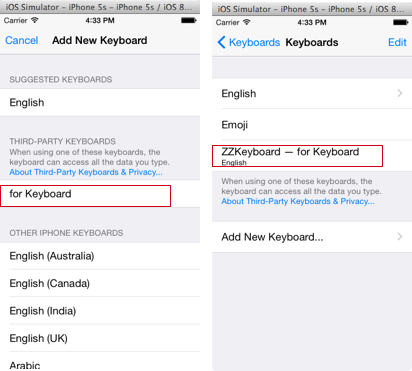 iOS Simulator – iPhone 5s – iPhone 5s / iOS 8...
Carrier 4:33 PM
Cancel Add New Keyboard
SUGGESTED KEYBOARDS
English
THIRD-PARTY KEYBOARDS
When using one of these keyboards, the
keyboard can access all the data you type.
About Third-Party Keyboards & Privacy...
for Keyboard
OTHER IPHONE KEYBOARDS
English (Australia)
English (Canada)
English (India)
English (UK)
Arabic
iOS Simulator – iPhone 5s – iPhone 5s / iOS 8...
Carrier 4:33 PM
Keyboards Keyboards Edit
English
Emoji
ZZKeyboard — for Keyboard
English
When using one of these keyboards, the
keyboard can access all the data you type.
About Third-Party Keyboards & Privacy...
Add New Keyboard...